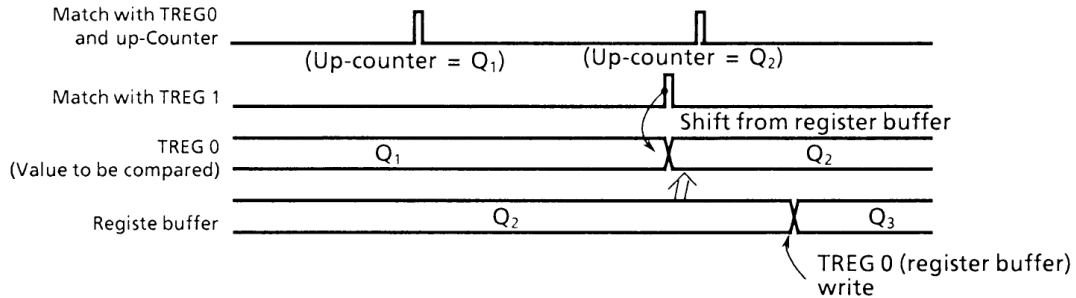 Match with TREG0
and up-Counter
(Up-counter = Q₁)
(Up-counter = Q₂)
Match with TREG 1
Shift from register buffer
TREG 0
(Value to be compared)
Q₁
Q₂
Registe buffer
Q₂
Q₃
TREG 0 (register buffer)
write